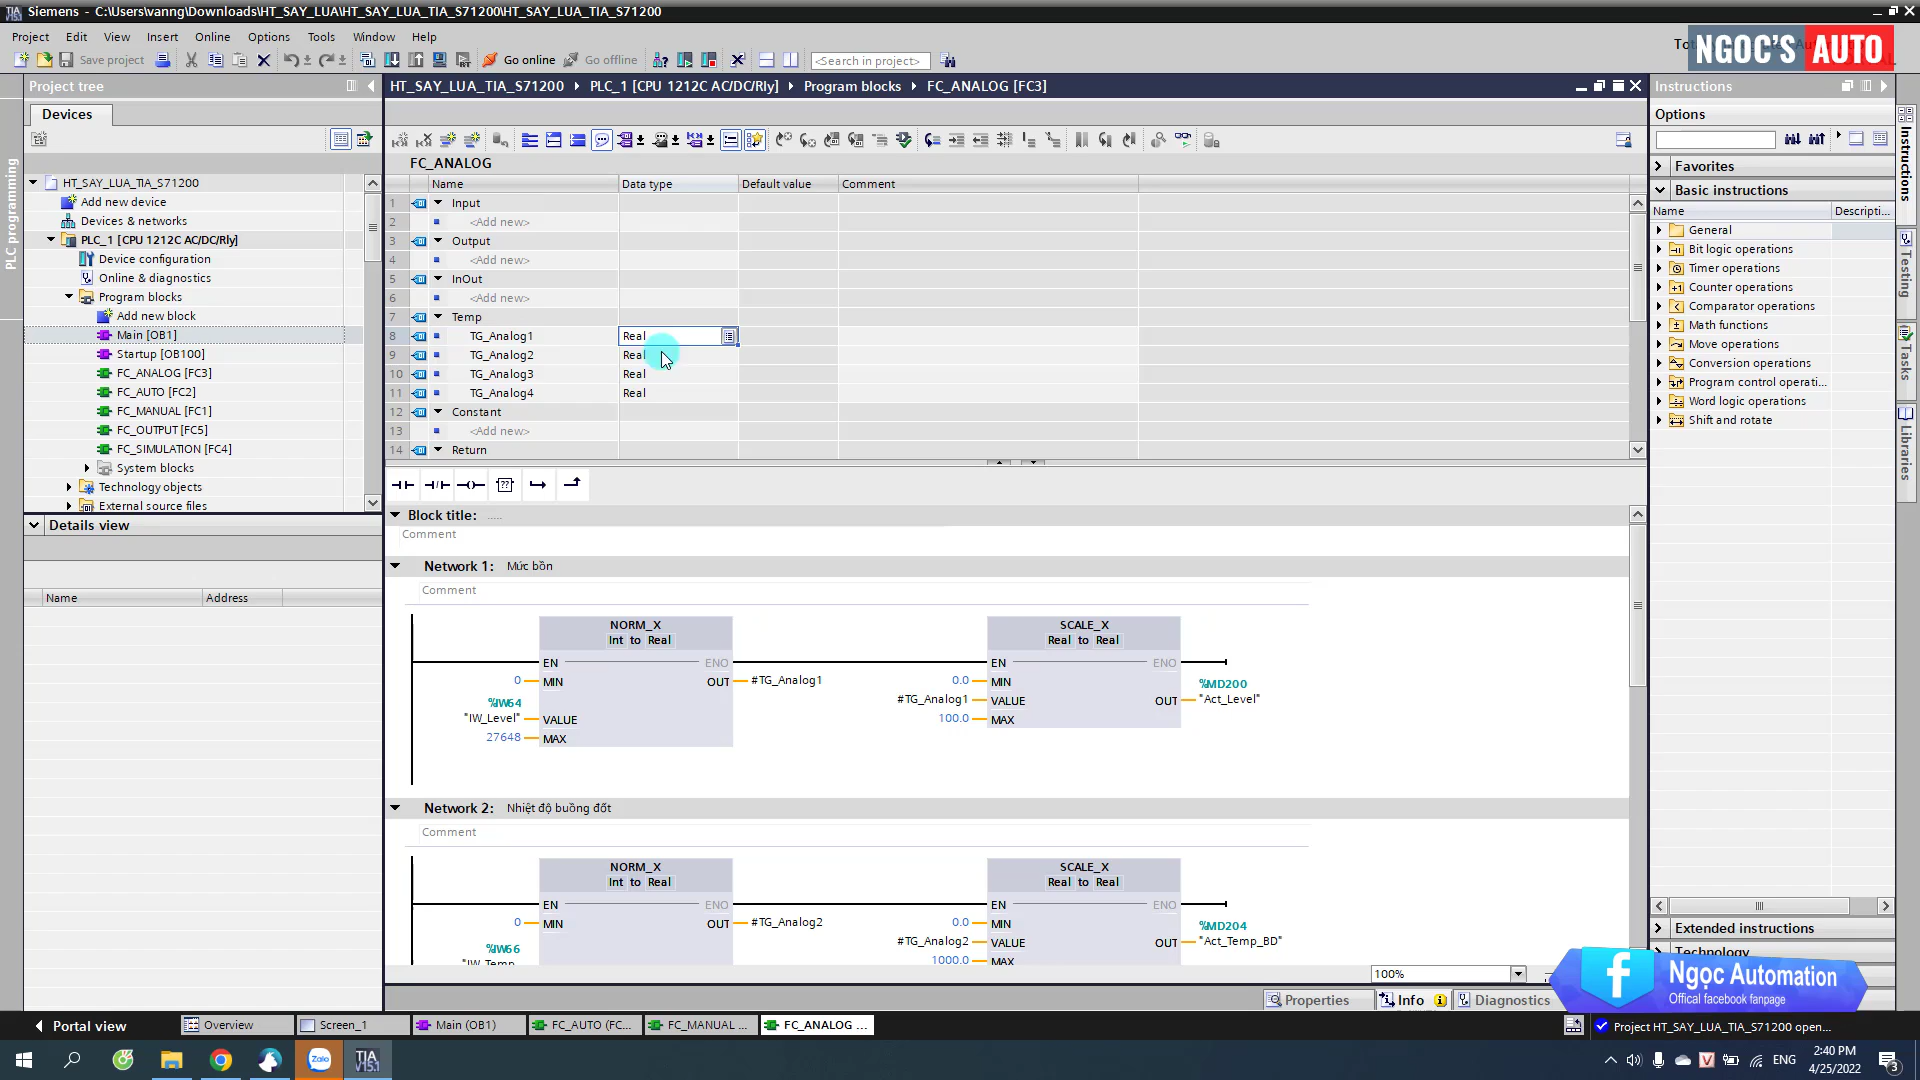 Siemens - C:\Users\vanng\Downloads\HT_SAY_LUA\HT_SAY_LUA_TIA_S71200\HT_SAY_LUA_TIA_S71200
Project Edit View Insert Online Options Tools Window Help
Save project Go online Go offline <Search in project>
NGOC'S AUTO
Project tree
HT_SAY_LUA_TIA_S71200 PLC_1 [CPU 1212C AC/DC/Rly] Program blocks FC_ANALOG [FC3]
Instructions
Devices
Options
PLC programming
HT_SAY_LUA_TIA_S71200
Add new device
Devices & networks
PLC_1 [CPU 1212C AC/DC/Rly]
Device configuration
Online & diagnostics
Program blocks
Add new block
Main [OB1]
Startup [OB100]
FC_ANALOG [FC3]
FC_AUTO [FC2]
FC_MANUAL [FC1]
FC_OUTPUT [FC5]
FC_SIMULATION [FC4]
System blocks
Technology objects
External source files
Details view
Name Address
FC_ANALOG
Name Data type Default value Comment
1 Input
2 <Add new>
3 Output
4 <Add new>
5 InOut
6 <Add new>
7 Temp
8 TG_Analog1 Real
9 TG_Analog2 Real
10 TG_Analog3 Real
11 TG_Analog4 Real
12 Constant
13 <Add new>
14 Return
Block title: .....
Comment
Network 1: Mức bồn
Comment
NORM_X
Int to Real
EN ENO
0 MIN OUT #TG_Analog1
%IW64
"IW_Level" VALUE
27648 MAX
SCALE_X
Real to Real
EN ENO
0.0 MIN
%MD200
#TG_Analog1 VALUE OUT "Act_Level"
100.0 MAX
Network 2: Nhiệt độ buồng đốt
Comment
NORM_X
Int to Real
EN ENO
0 MIN OUT #TG_Analog2
%IW66
"IW_Temp_
SCALE_X
Real to Real
EN ENO
0.0 MIN
%MD204
#TG_Analog2 VALUE OUT "Act_Temp_BD"
1000.0 MAX
100%
Properties Info Diagnostics
Favorites
Basic instructions
Name Descripti...
General
Bit logic operations
Timer operations
Counter operations
Comparator operations
Math functions
Move operations
Conversion operations
Program control operati...
Word logic operations
Shift and rotate
Extended instructions
Technology
Instructions
Testing
Tasks
Libraries
Ngọc Automation
Offical facebook fanpage
Portal view Overview Screen_1 Main (OB1) FC_AUTO (FC... FC_MANUAL ... FC_ANALOG ...
Project HT_SAY_LUA_TIA_S71200 open...
Zalo
TIA V15.1
ENG
2:40 PM
4/25/2022
3